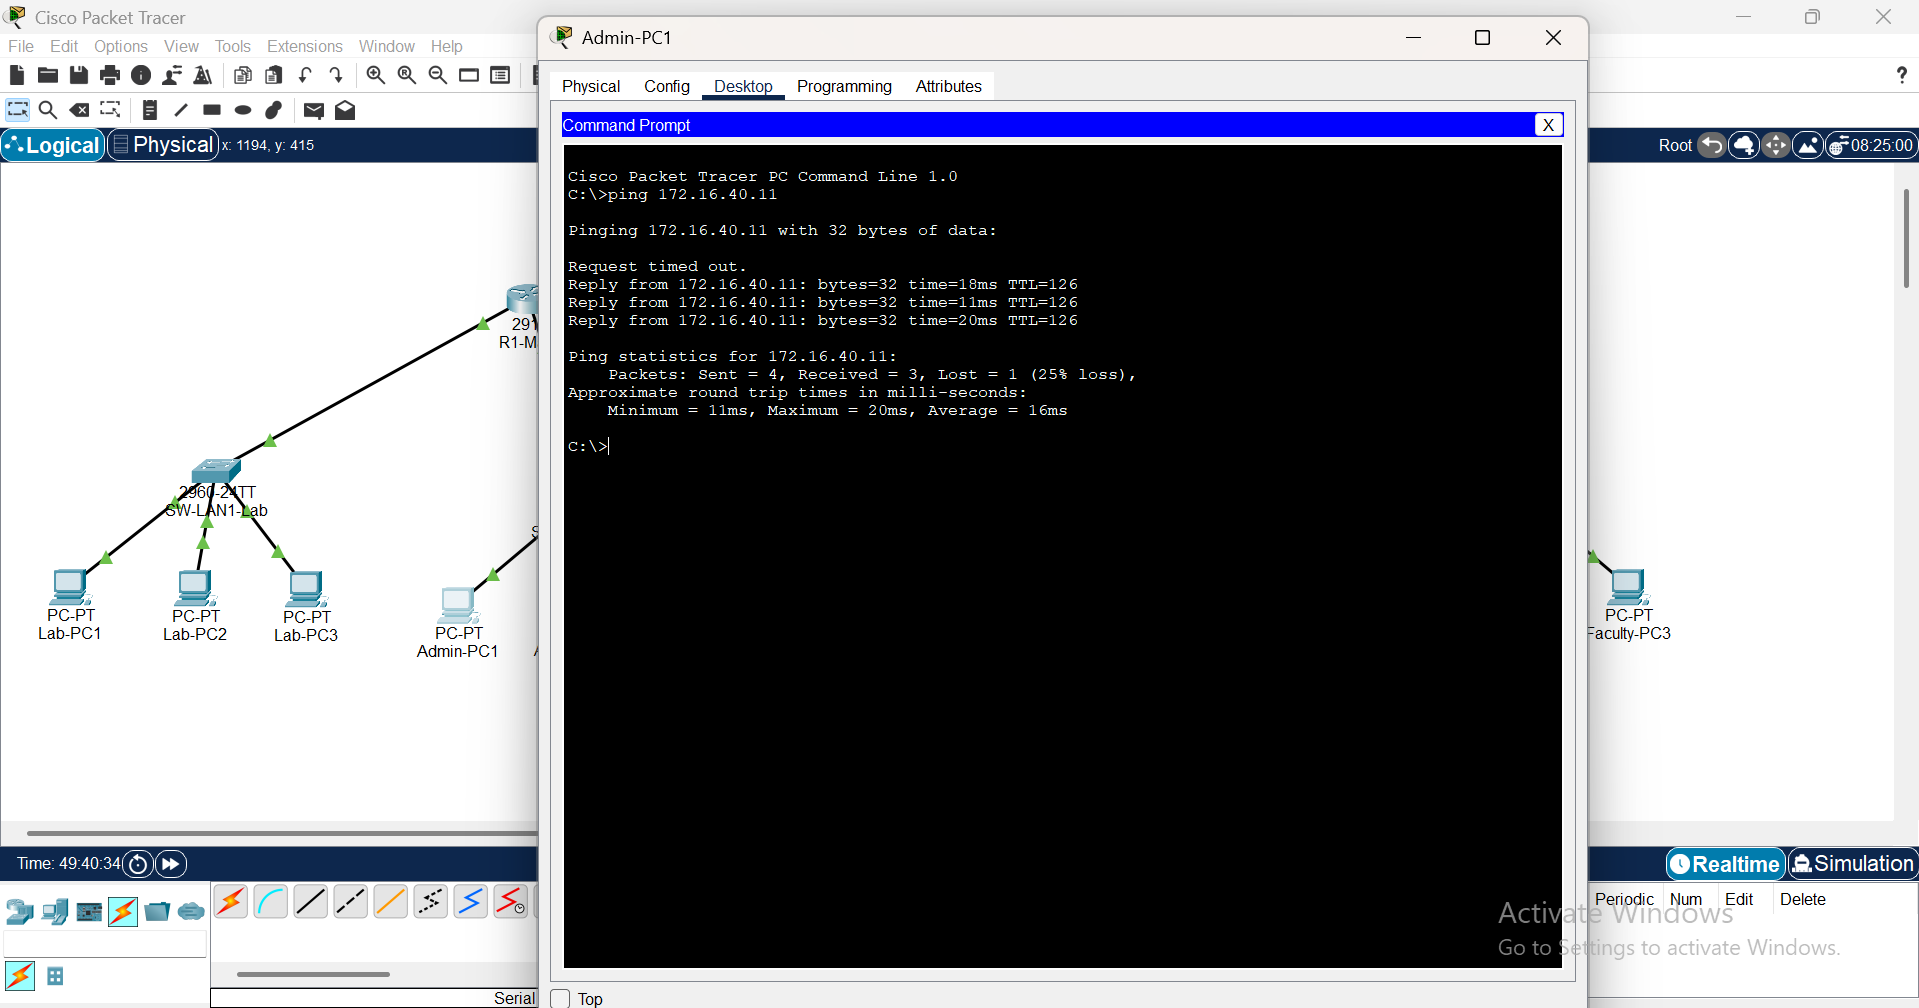 Cisco Packet Tracer
File Edit Options View Tools Extensions Window Help
Logical Physical x: 1194, y: 415
Root 08:25:00
?
291
R1-M
2960-24TT
SW-LAN1-Lab
PC-PT
Lab-PC1
PC-PT
Lab-PC2
PC-PT
Lab-PC3
PC-PT
Admin-PC1
PC-PT
Faculty-PC3
Admin-PC1
Physical Config Desktop Programming Attributes
Command Prompt X
Cisco Packet Tracer PC Command Line 1.0
C:\>ping 172.16.40.11
Pinging 172.16.40.11 with 32 bytes of data:
Request timed out.
Reply from 172.16.40.11: bytes=32 time=18ms TTL=126
Reply from 172.16.40.11: bytes=32 time=11ms TTL=126
Reply from 172.16.40.11: bytes=32 time=20ms TTL=126
Ping statistics for 172.16.40.11:
Packets: Sent = 4, Received = 3, Lost = 1 (25% loss),
Approximate round trip times in milli-seconds:
Minimum = 11ms, Maximum = 20ms, Average = 16ms
C:\>
Top
Time: 49:40:34
Realtime Simulation
Periodic Num Edit Delete
Serial
Activate Windows
Go to Settings to activate Windows.